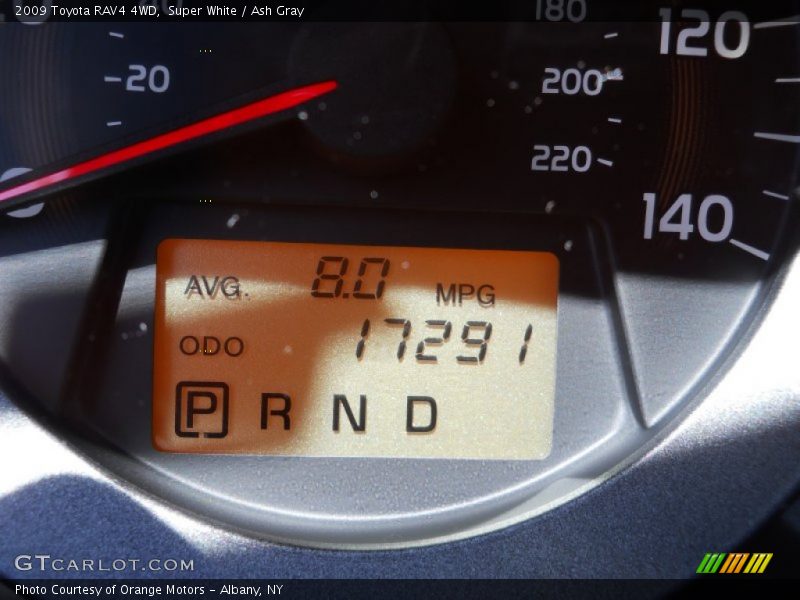 2009 Toyota RAV4 4WD, Super White / Ash Gray
180
120
20
200
220
0
140
AVG. 8.0 MPG
ODO 17291
P R N D
GTCARLOT.COM
Photo Courtesy of Orange Motors - Albany, NY